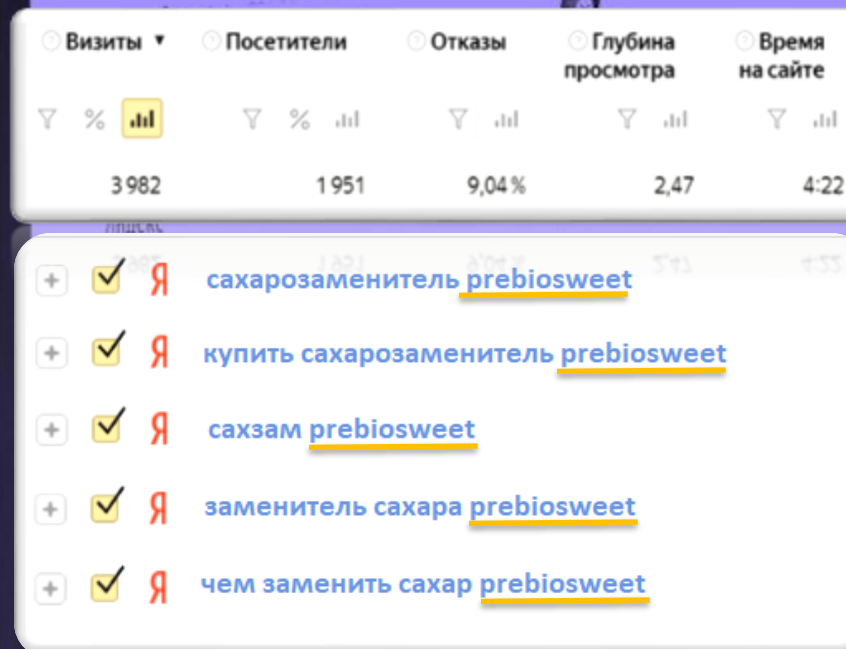 Визиты ▼ Посетители Отказы Глубина просмотра Время на сайте
3 982 1 951 9,04 % 2,47 4:22
Я сахарозаменитель prebiosweet
Я купить сахарозаменитель prebiosweet
Я сахзам prebiosweet
Я заменитель сахара prebiosweet
Я чем заменить сахар prebiosweet